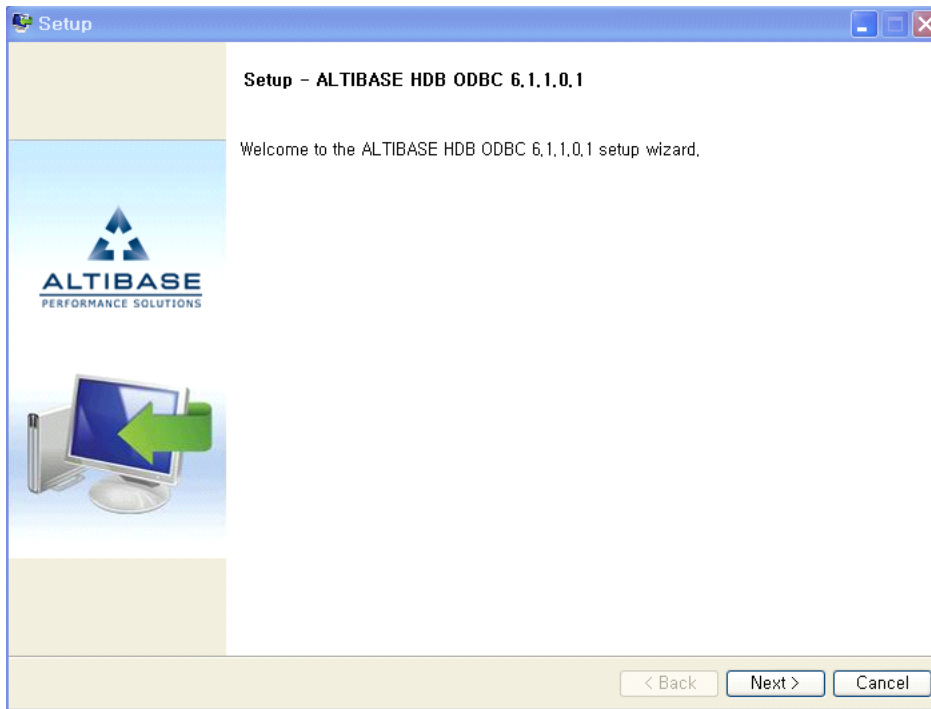 Setup
Setup - ALTIBASE HDB ODBC 6.1.1.0.1
Welcome to the ALTIBASE HDB ODBC 6.1.1.0.1 setup wizard.
ALTIBASE
PERFORMANCE SOLUTIONS
< Back Next > Cancel